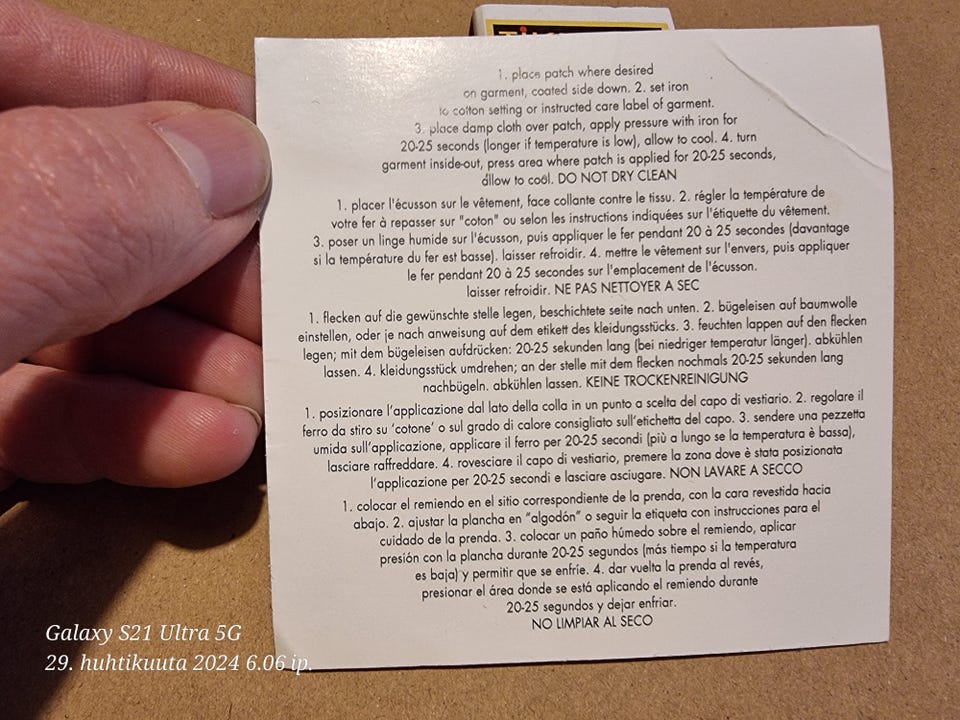 1. place patch where desired
on garment, coated side down. 2. set iron
to cotton setting or instructed care label of garment.
3. place damp cloth over patch, apply pressure with iron for
20-25 seconds (longer if temperature is low), allow to cool. 4. turn
garment inside-out, press area where patch is applied for 20-25 seconds,
allow to cool. DO NOT DRY CLEAN
1. placer l'écusson sur le vêtement, face collante contre le tissu. 2. régler la température de
votre fer à repasser sur "coton" ou selon les instructions indiquées sur l'étiquette du vêtement.
3. poser un linge humide sur l'écusson, puis appliquer le fer pendant 20 à 25 secondes (davantage
si la température du fer est basse). laisser refroidir. 4. mettre le vêtement sur l'envers, puis appliquer
le fer pendant 20 à 25 secondes sur l'emplacement de l'écusson.
laisser refroidir. NE PAS NETTOYER A SEC
1. flecken auf die gewünschte stelle legen, beschichtete seite nach unten. 2. bügeleisen auf baumwolle
einstellen, oder je nach anweisung auf dem etikett des kleidungsstücks. 3. feuchten lappen auf den flecken
legen; mit dem bügeleisen aufdrücken: 20-25 sekunden lang (bei niedriger temperatur länger). abkühlen
lassen. 4. kleidungsstück umdrehen; an der stelle mit dem flecken nochmals 20-25 sekunden lang
nachbügeln. abkühlen lassen. KEINE TROCKENREINIGUNG
1. posizionare l'applicazione dal lato della colla in un punto a scelta del capo di vestiario. 2. regolare il
ferro da stiro su 'cotone' o sul grado di calore consigliato sull'etichetta del capo. 3. sendere una pezzetta
umida sull'applicazione, applicare il ferro per 20-25 secondi (più a lungo se la temperatura è bassa),
lasciare raffreddare. 4. rovesciare il capo di vestiario, premere la zona dove è stata posizionata
l'applicazione per 20-25 secondi e lasciare asciugare. NON LAVARE A SECCO
1. colocar el remiendo en el sitio correspondiente de la prenda, con la cara revestida hacia
abajo. 2. ajustar la plancha en "algodón" o seguir la etiqueta con instrucciones para el
cuidado de la prenda. 3. colocar un paño húmedo sobre el remiendo, aplicar
presión con la plancha durante 20-25 segundos (más tiempo si la temperatura
es baja) y permitir que se enfríe. 4. dar vuelta la prenda al revés,
presionar el área donde se está aplicando el remiendo durante
20-25 segundos y dejar enfriar.
NO LIMPIAR AL SECO
Galaxy S21 Ultra 5G
29. huhtikuuta 2024 6.06 ip.